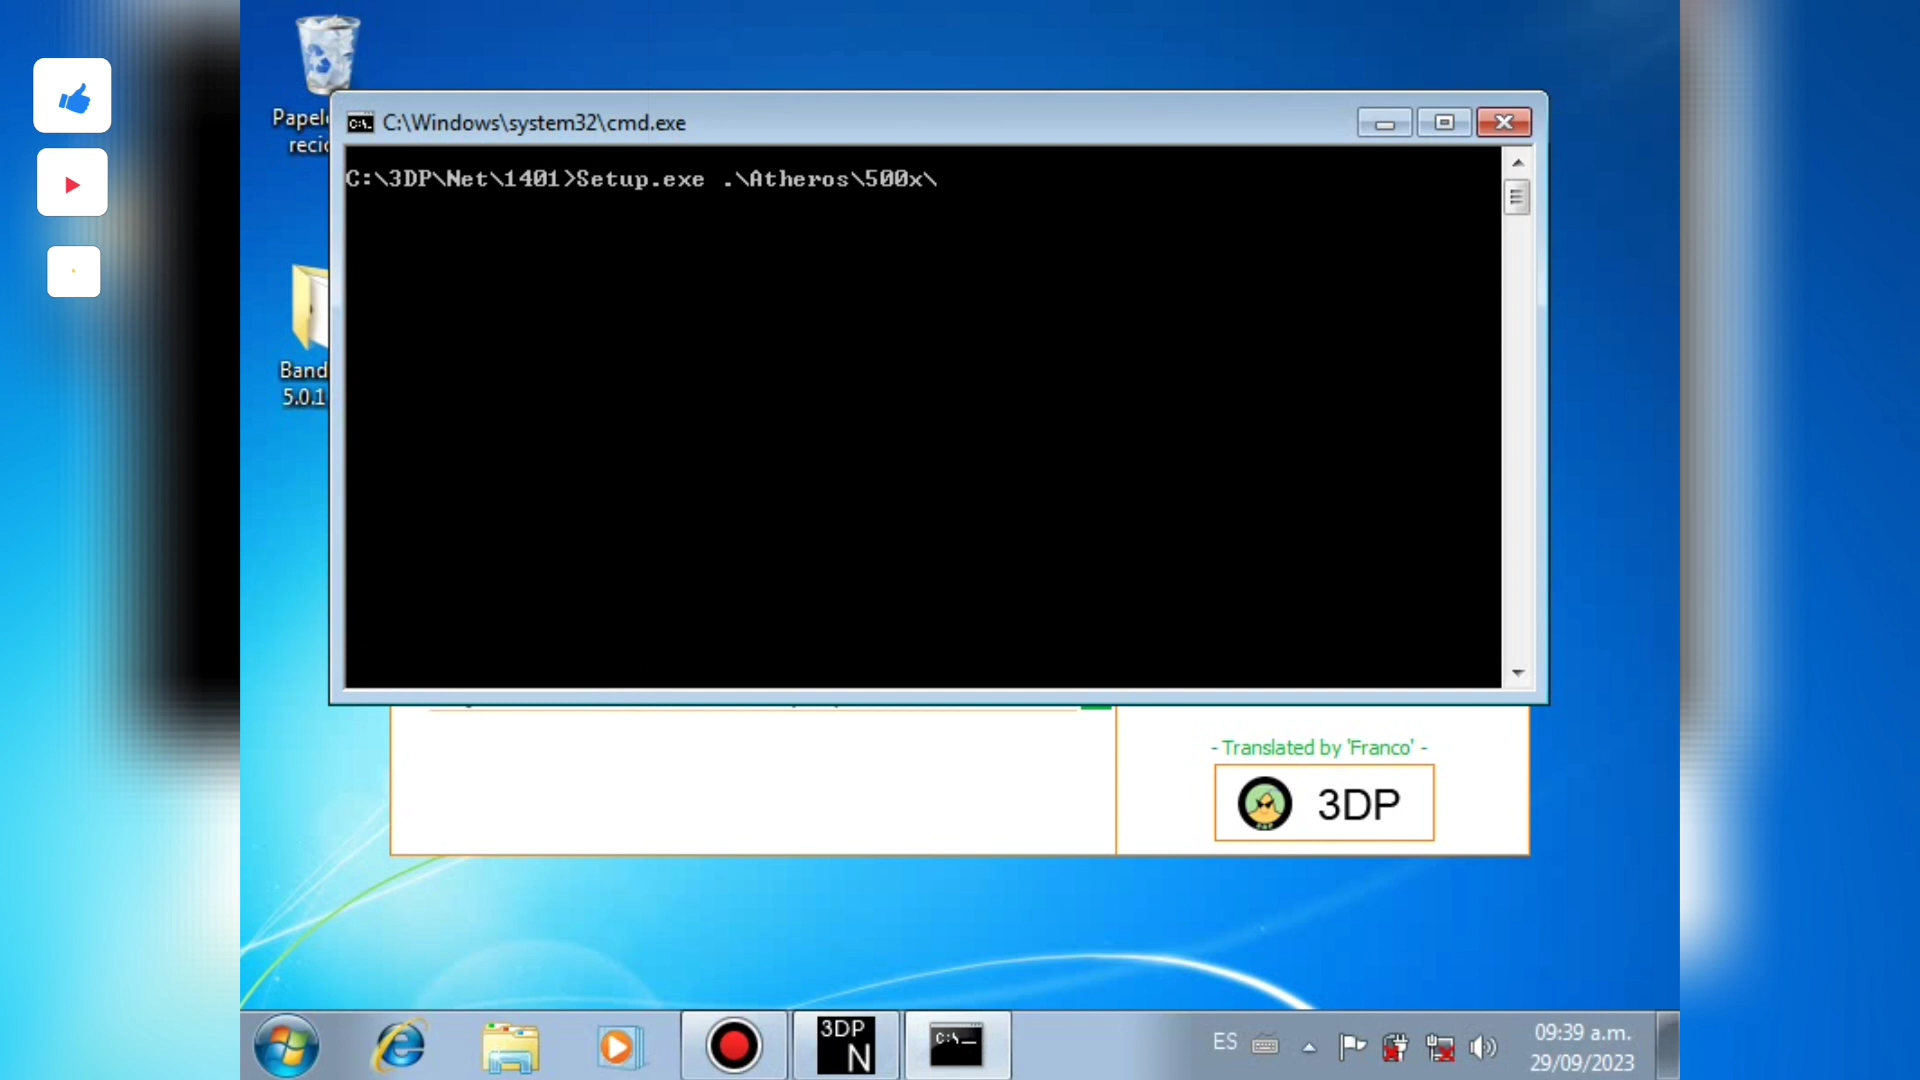 Papel
recic
C:\Windows\system32\cmd.exe
C:\3DP\Net\1401>Setup.exe .\Atheros\500x\
Band
5.0.1
- Translated by 'Franco' -
3DP
3DP
N
C:\_
ES
09:39 a.m.
29/09/2023